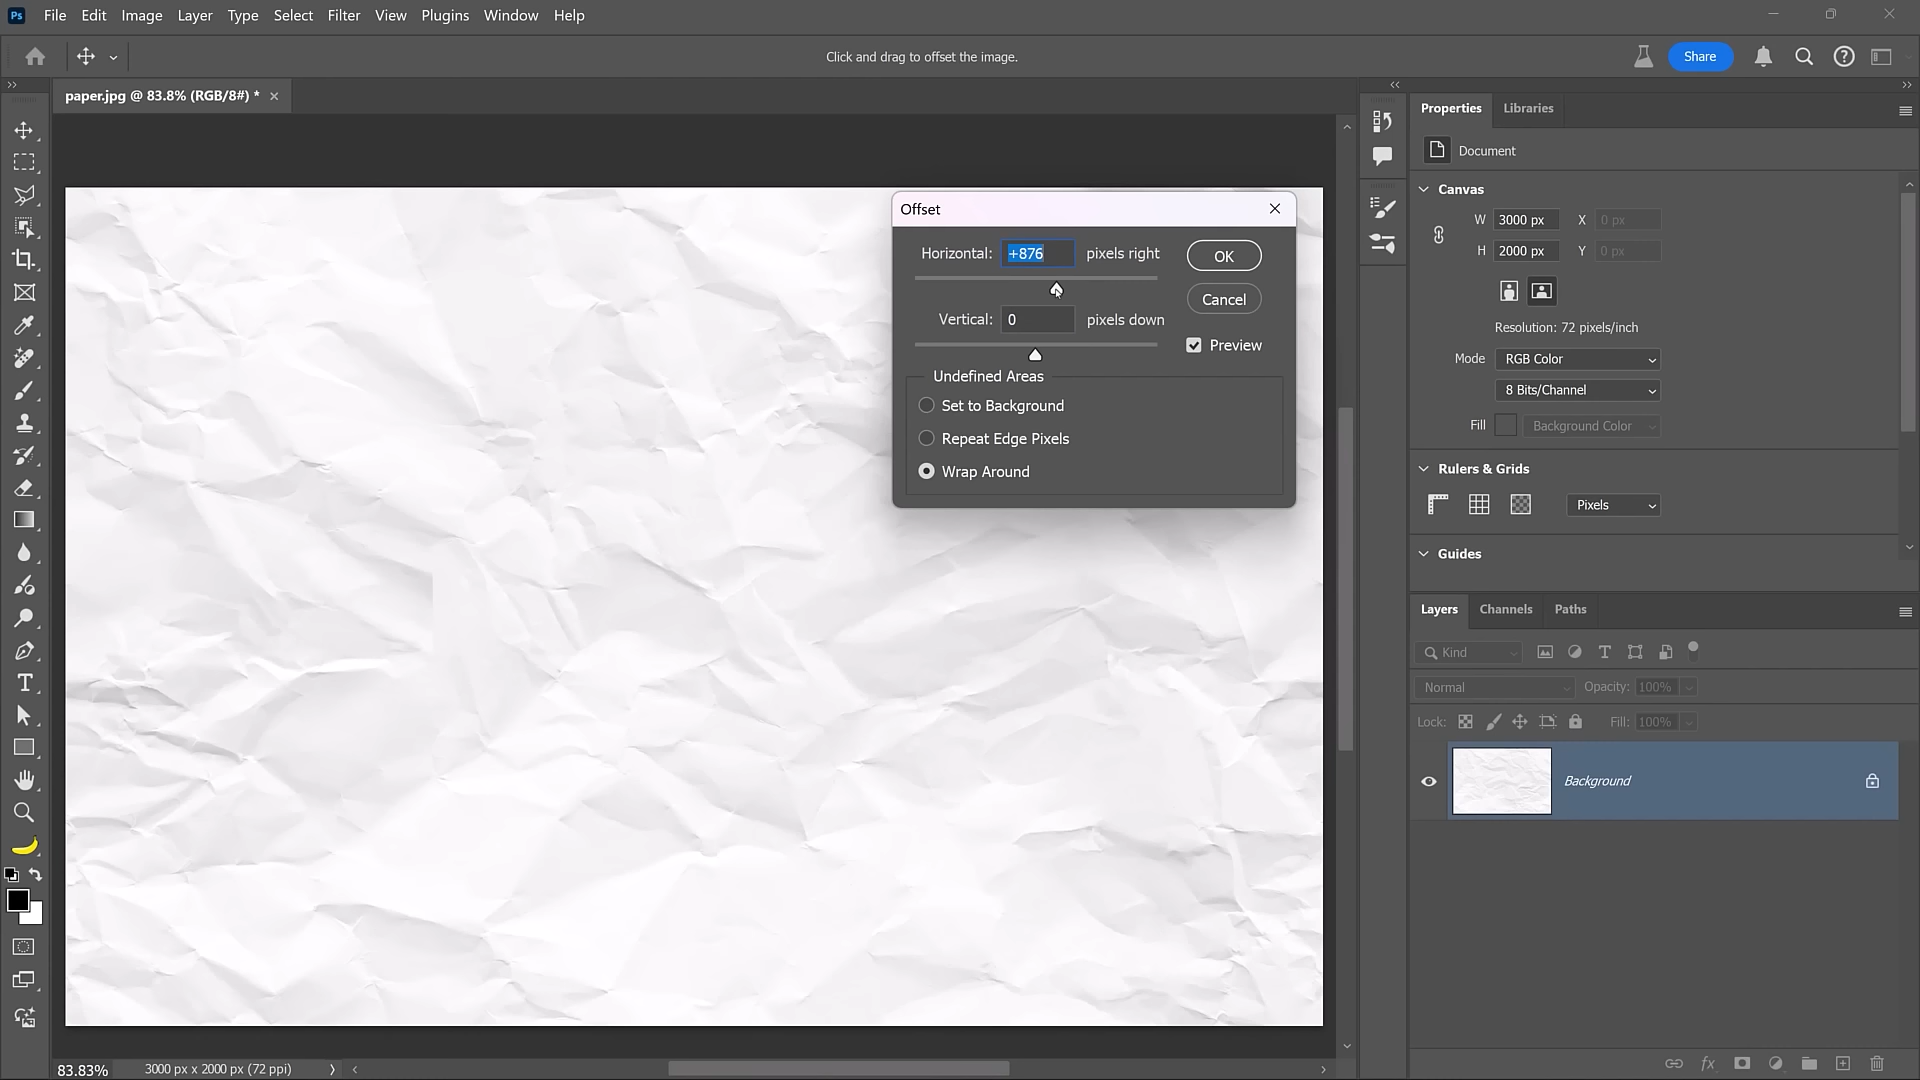 Ps File Edit Image Layer Type Select Filter View Plugins Window Help
Click and drag to offset the image.
Share
paper.jpg @ 83.8% (RGB/8#) *
Offset
Horizontal: +876 pixels right
OK
Cancel
Vertical: 0 pixels down
Preview
Undefined Areas
Set to Background
Repeat Edge Pixels
Wrap Around
Properties Libraries
Document
Canvas
W 3000 px X 0 px
H 2000 px Y 0 px
Resolution: 72 pixels/inch
Mode RGB Color
8 Bits/Channel
Fill Background Color
Rulers & Grids
Pixels
Guides
Layers Channels Paths
Kind
Normal Opacity: 100%
Lock: Fill: 100%
Background
83.83% 3000 px x 2000 px (72 ppi)